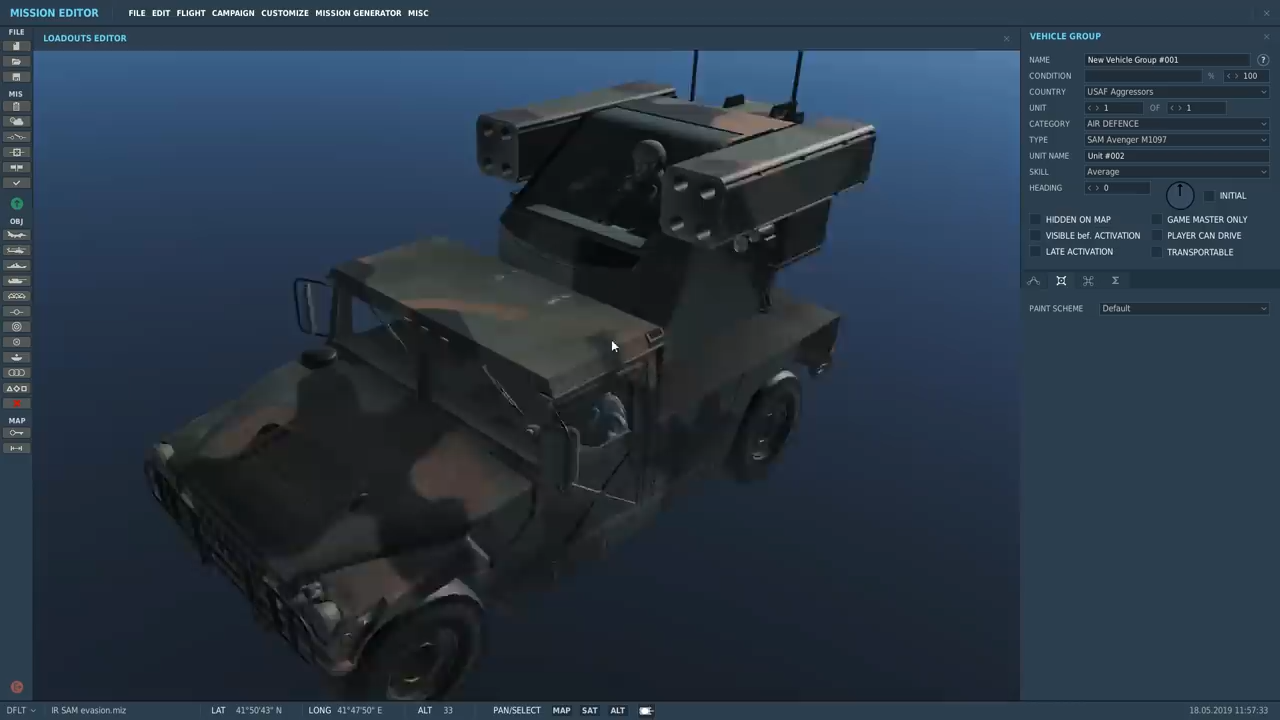 MISSION EDITOR
FILE EDIT FLIGHT CAMPAIGN CUSTOMIZE MISSION GENERATOR MISC
FILE
MIS
OBJ
MAP
LOADOUTS EDITOR
VEHICLE GROUP
NAME New Vehicle Group #001 ?
CONDITION % < > 100
COUNTRY USAF Aggressors
UNIT < > 1 OF < > 1
CATEGORY AIR DEFENCE
TYPE SAM Avenger M1097
UNIT NAME Unit #002
SKILL Average
HEADING < > 0 INITIAL
HIDDEN ON MAP GAME MASTER ONLY
VISIBLE bef. ACTIVATION PLAYER CAN DRIVE
LATE ACTIVATION TRANSPORTABLE
Σ
PAINT SCHEME Default
DFLT IR SAM evasion.miz LAT 41°50'43" N LONG 41°47'50" E ALT 33 PAN/SELECT MAP SAT ALT 18.05.2019 11:57:33